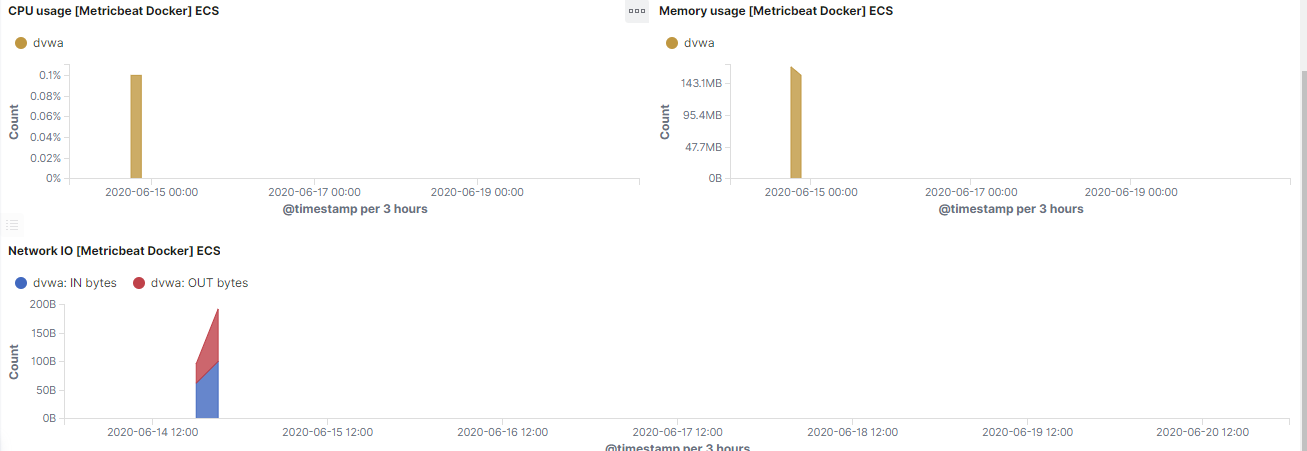 CPU usage [Metricbeat Docker] ECS
dvwa
0.1%
0.08%
0.06%
0.04%
0.02%
0%
Count
2020-06-15 00:00 2020-06-17 00:00 2020-06-19 00:00
@timestamp per 3 hours
Memory usage [Metricbeat Docker] ECS
dvwa
143.1MB
95.4MB
47.7MB
0B
Count
2020-06-15 00:00 2020-06-17 00:00 2020-06-19 00:00
@timestamp per 3 hours
Network IO [Metricbeat Docker] ECS
dvwa: IN bytes dvwa: OUT bytes
200B
150B
100B
50B
0B
Count
2020-06-14 12:00 2020-06-15 12:00 2020-06-16 12:00 2020-06-17 12:00 2020-06-18 12:00 2020-06-19 12:00 2020-06-20 12:00
@timestamp per 3 hours